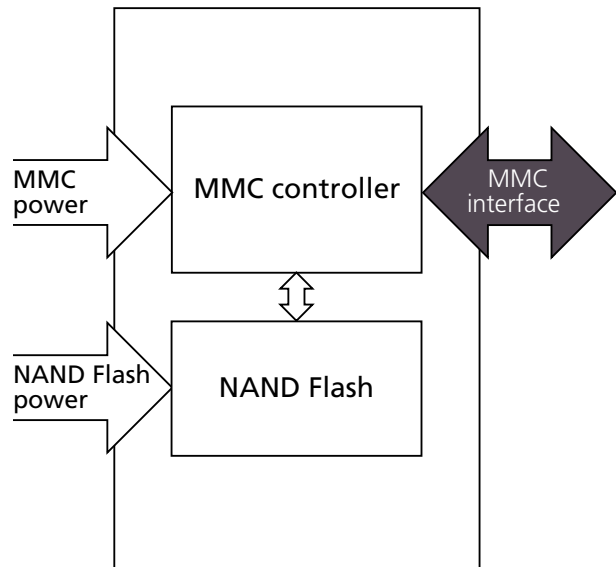 MMC
power
MMC controller
MMC
interface
NAND Flash
power
NAND Flash